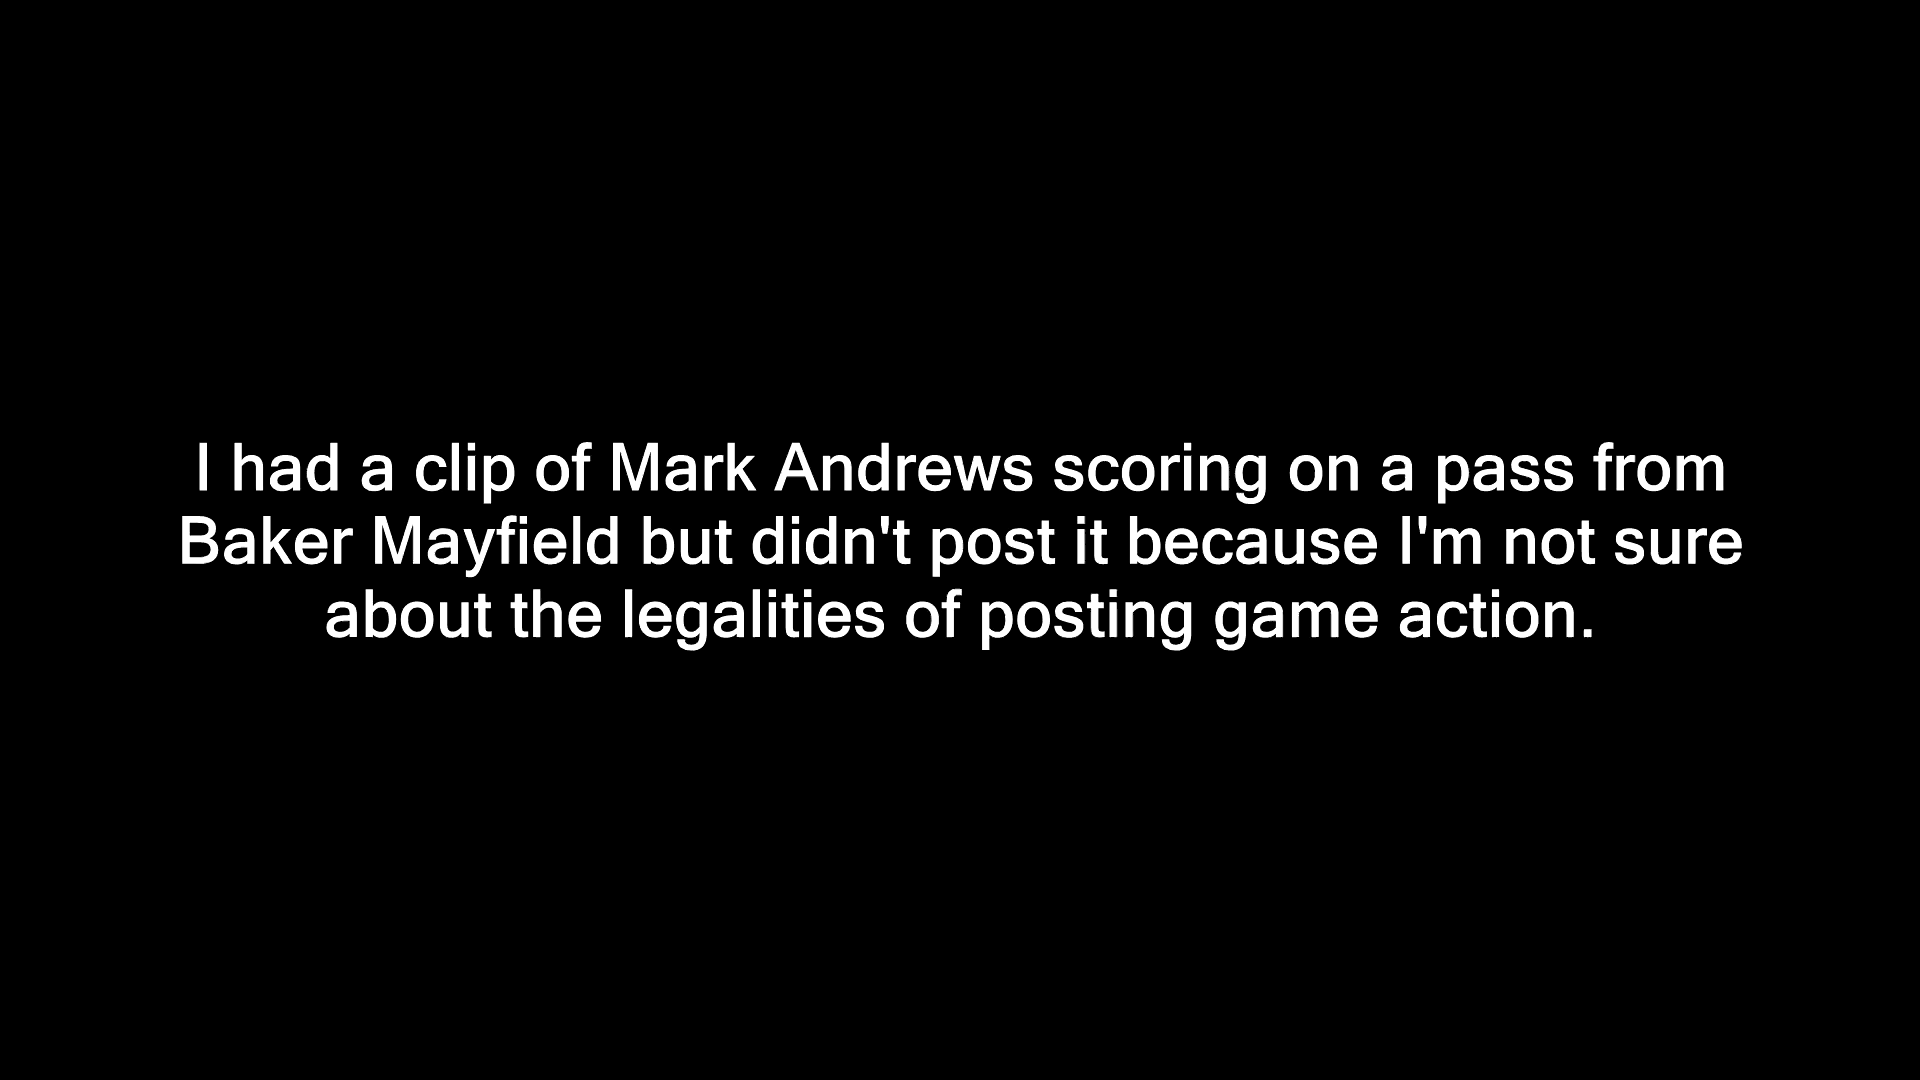 I had a clip of Mark Andrews scoring on a pass from
Baker Mayfield but didn't post it because I'm not sure
about the legalities of posting game action.